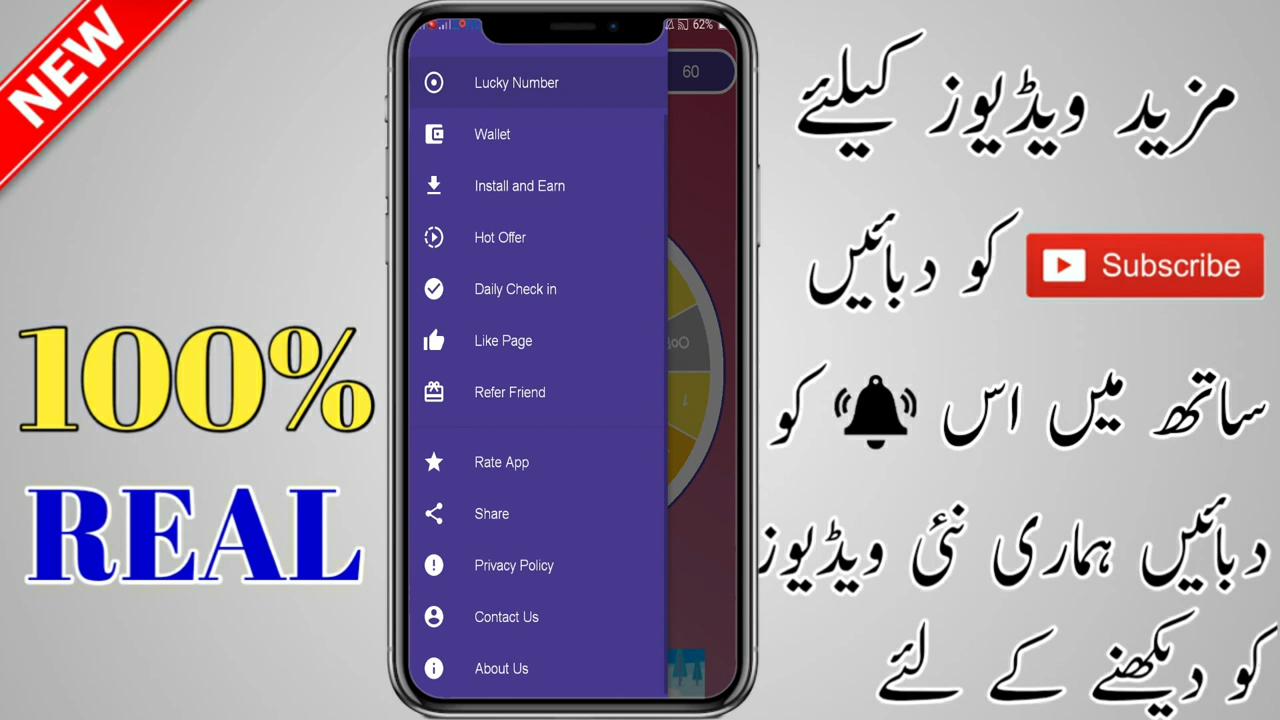 NEW
62%
60
Lucky Number
Wallet
Install and Earn
Hot Offer
Daily Check in
Like Page
Refer Friend
Rate App
Share
Privacy Policy
Contact Us
About Us
100%
REAL
مزید ویڈیوز کیلئے
Subscribe کو دبائیں
ساتھ میں اس کو
دبائیں ہماری نئی ویڈیوز
کو دیکھنے کے لئے